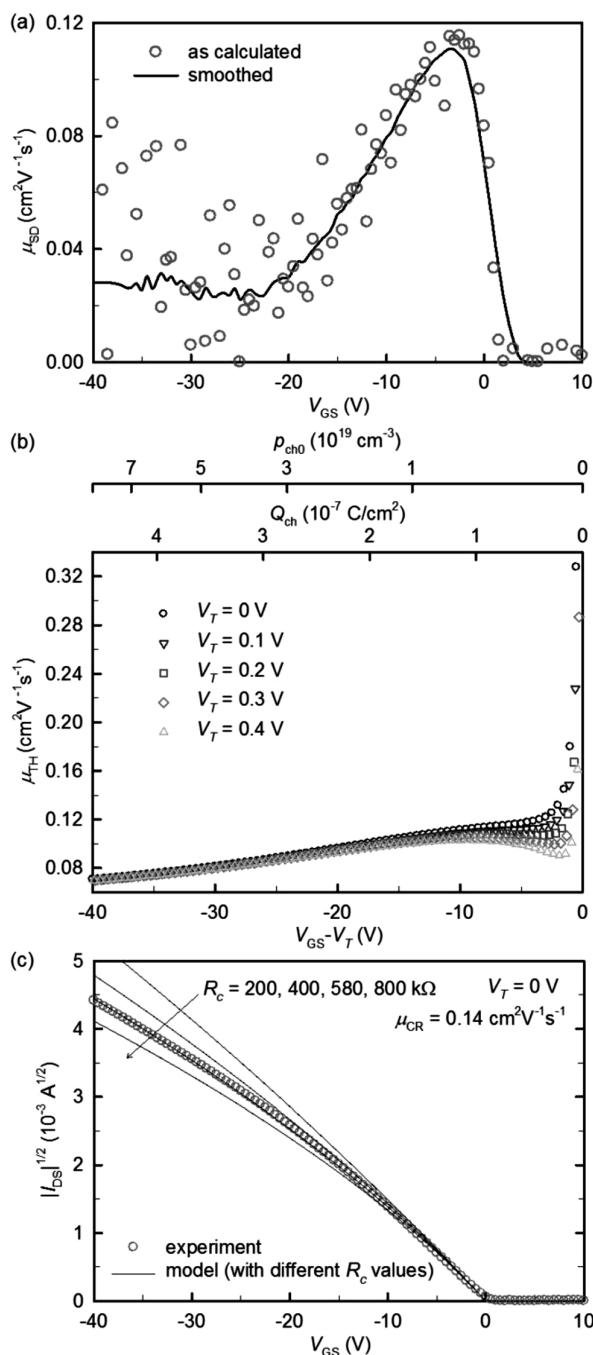 (a)
0.12
0.08
0.04
0.00
μSD (cm²V⁻¹s⁻¹)
as calculated
smoothed
-40 -30 -20 -10 0 10
VGS (V)
(b)
pch0 (10¹⁹ cm⁻³)
7 5 3 1 0
Qch (10⁻⁷ C/cm²)
4 3 2 1 0
0.32
0.28
0.24
0.20
0.16
0.12
0.08
μTH (cm²V⁻¹s⁻¹)
VT = 0 V
VT = 0.1 V
VT = 0.2 V
VT = 0.3 V
VT = 0.4 V
-40 -30 -20 -10 0
VGS-VT (V)
(c)
5
4
3
2
1
0
|IDS|¹ᐟ² (10⁻³ A¹ᐟ²)
Rc = 200, 400, 580, 800 kΩ
VT = 0 V
μCR = 0.14 cm²V⁻¹s⁻¹
experiment
model (with different Rc values)
-40 -30 -20 -10 0 10
VGS (V)